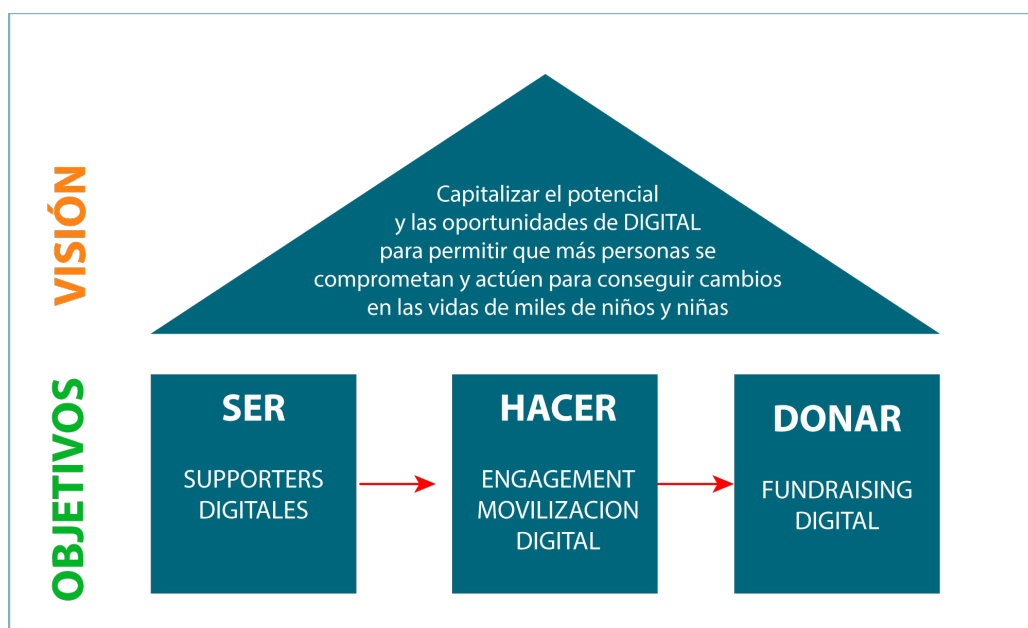 VISIÓN
Capitalizar el potencial
y las oportunidades de DIGITAL
para permitir que más personas se
comprometan y actúen para conseguir cambios
en las vidas de miles de niños y niñas
OBJETIVOS
SER
SUPPORTERS
DIGITALES
HACER
ENGAGEMENT
MOVILIZACION
DIGITAL
DONAR
FUNDRAISING
DIGITAL